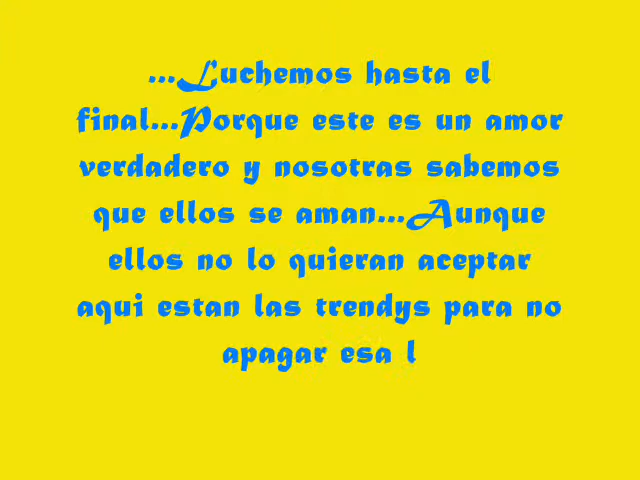 ...Luchemos hasta el
final...Porque este es un amor
verdadero y nosotras sabemos
que ellos se aman...Aunque
ellos no lo quieran aceptar
aqui estan las trendys para no
apagar esa l